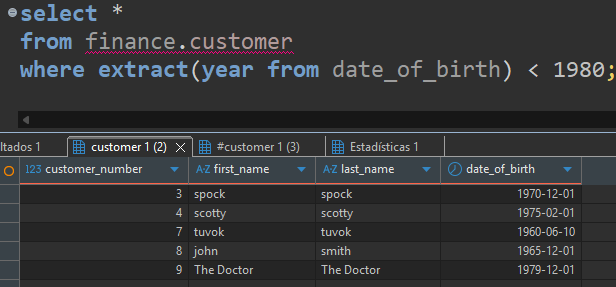 select *
from finance.customer
where extract(year from date_of_birth) < 1980;
ltados 1 customer 1 (2) #customer 1 (3) Estadísticas 1
123 customer_number A-Z first_name A-Z last_name date_of_birth
3 spock spock 1970-12-01
4 scotty scotty 1975-02-01
7 tuvok tuvok 1960-06-10
8 john smith 1965-12-01
9 The Doctor The Doctor 1979-12-01